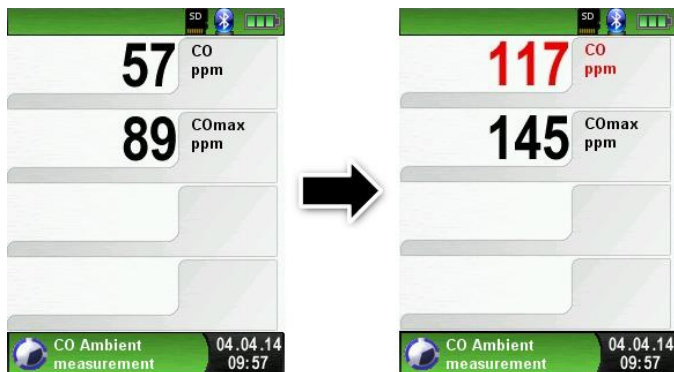 SD
57 CO
ppm
89 COmax
ppm
CO Ambient 04.04.14
measurement 09:57
SD
117 CO
ppm
145 COmax
ppm
CO Ambient 04.04.14
measurement 09:57